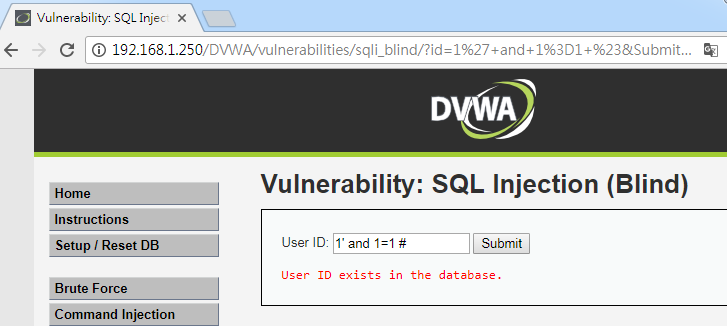 Vulnerability: SQL Inject
192.168.1.250/DVWA/vulnerabilities/sqli_blind/?id=1%27+and+1%3D1+%23&Submit...
DVWA
Home
Instructions
Setup / Reset DB
Brute Force
Command Injection
Vulnerability: SQL Injection (Blind)
User ID: 1' and 1=1 # Submit
User ID exists in the database.